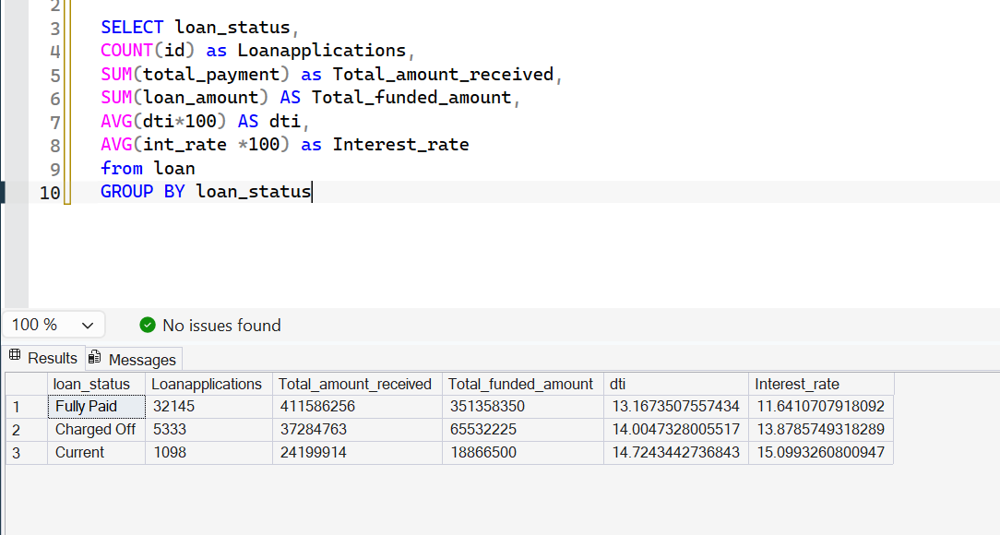 2
3 SELECT loan_status,
4 COUNT(id) as Loanapplications,
5 SUM(total_payment) as Total_amount_received,
6 SUM(loan_amount) AS Total_funded_amount,
7 AVG(dti*100) AS dti,
8 AVG(int_rate *100) as Interest_rate
9 from loan
10 GROUP BY loan_status
100 % No issues found
Results Messages
loan_status Loanapplications Total_amount_received Total_funded_amount dti Interest_rate
1 Fully Paid 32145 411586256 351358350 13.1673507557434 11.6410707918092
2 Charged Off 5333 37284763 65532225 14.0047328005517 13.8785749318289
3 Current 1098 24199914 18866500 14.7243442736843 15.0993260800947